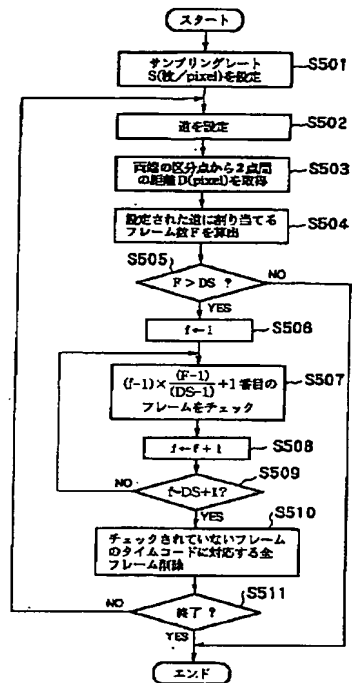 スタート
サンプリングレート
S(枚／pixel)を設定
S501
道を設定
S502
両端の区分点から2点間
の距離D(pixel)を取得
S503
設定された道に割り当てる
フレーム数Fを算出
S504
S505
F>DS ?
NO
YES
f←1
S506
(f-1)×(F-1)/(DS-1)+1番目の
フレームをチェック
S507
f←f+1
S508
S509
f=DS+1?
NO
YES
S510
チェックされていないフレーム
のタイムコードに対応する全
フレーム削除
S511
終了?
NO
YES
エンド